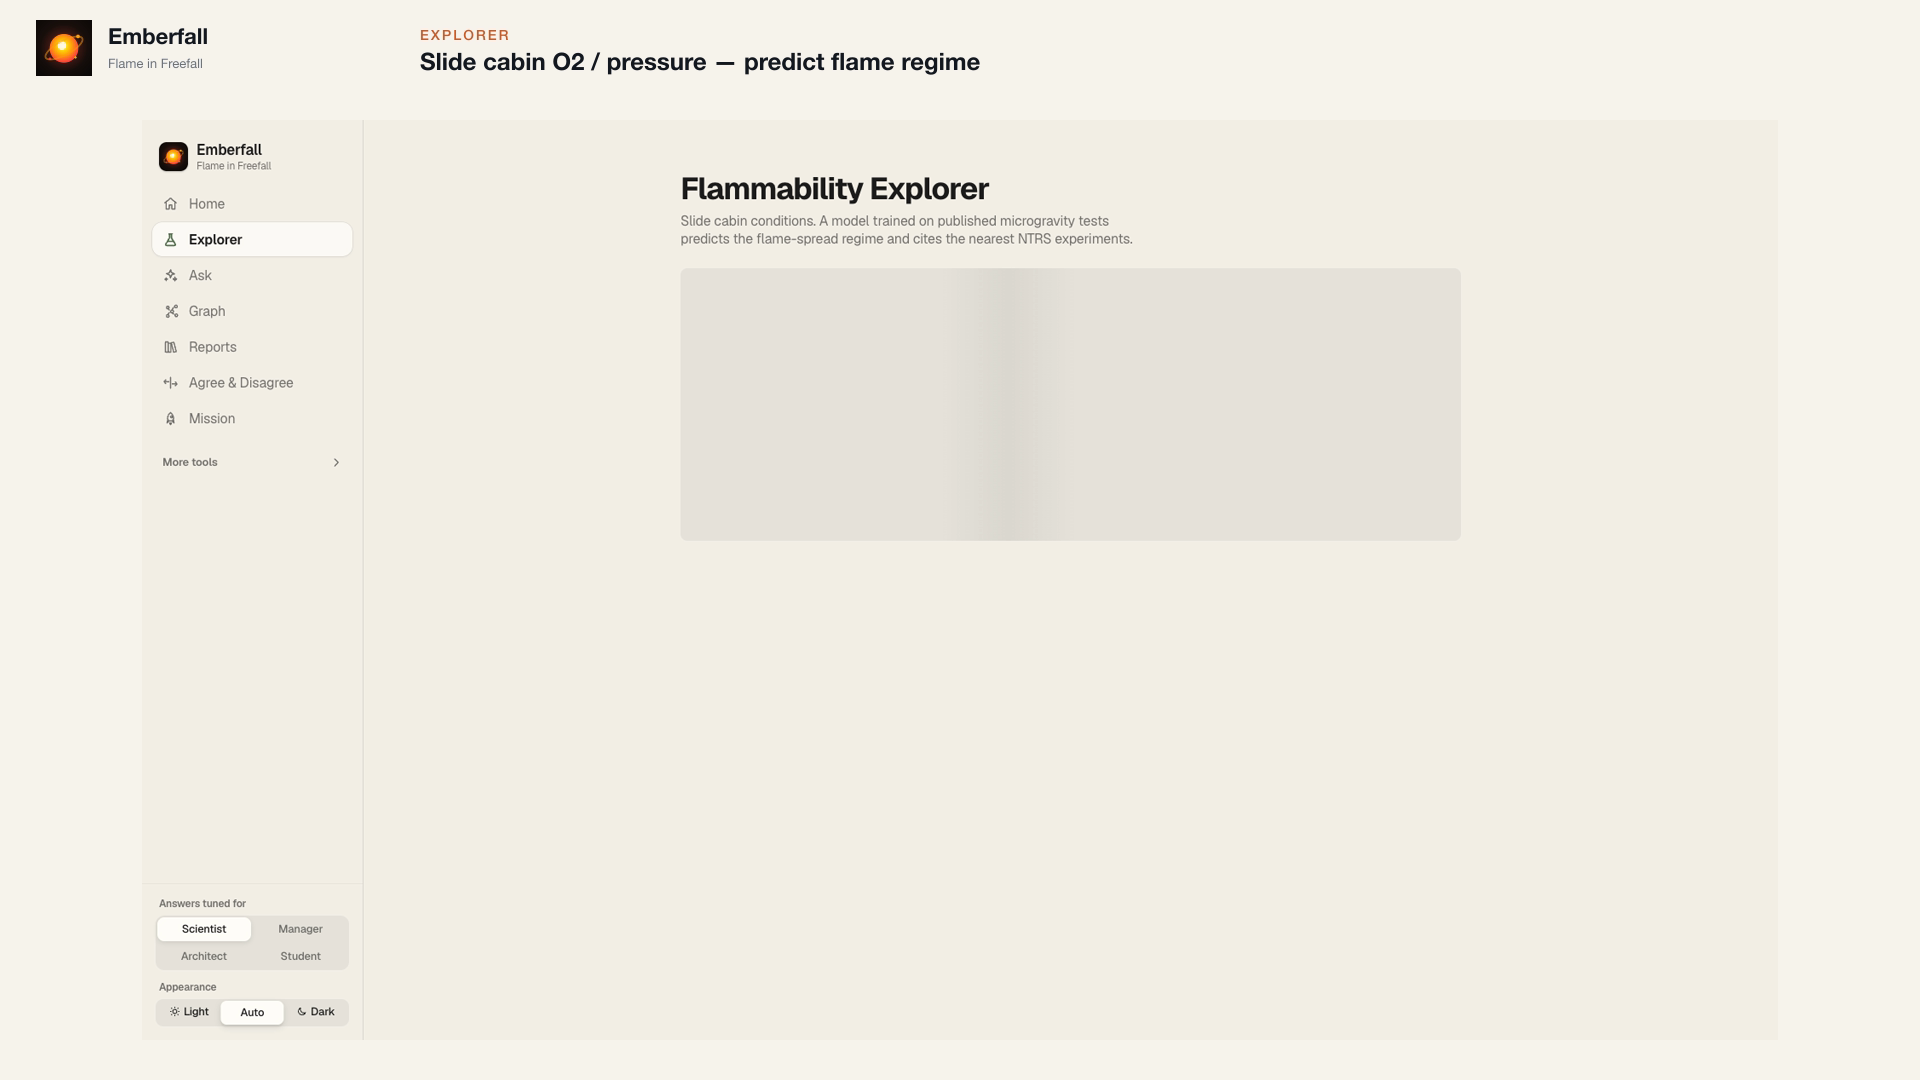 Emberfall
Flame in Freefall
EXPLORER
Slide cabin O2 / pressure — predict flame regime
Emberfall
Flame in Freefall
Home
Explorer
Ask
Graph
Reports
Agree & Disagree
Mission
More tools
Flammability Explorer
Slide cabin conditions. A model trained on published microgravity tests
predicts the flame-spread regime and cites the nearest NTRS experiments.
Answers tuned for
Scientist Manager
Architect Student
Appearance
Light Auto Dark